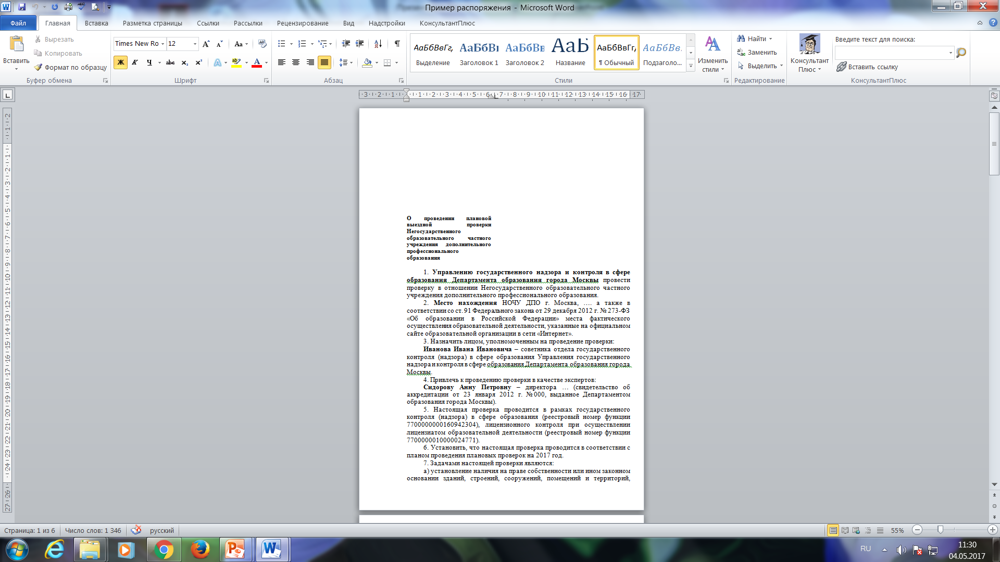 Пример распоряжения - Microsoft Word
Файл
Главная
Вставка
Разметка страницы
Ссылки
Рассылки
Рецензирование
Вид
Надстройки
КонсультантПлюс
Вставить
Вырезать
Копировать
Формат по образцу
Буфер обмена
Times New Ro
12
Шрифт
Абзац
АаБбВвГг,
Выделение
АаБбВі
Заголовок 1
АаБбВв
Заголовок 2
АаБ
Название
АаБбВвГг,
¶ Обычный
АаБбВв.
Подзаголо...
Изменить
стили
Стили
Найти
Заменить
Выделить
Редактирование
Консультант
Плюс
Введите текст для поиска:
Вставить ссылку
КонсультантПлюс
О проведении плановой
выездной проверки
Негосударственного
образовательного частного
учреждения дополнительного
профессионального
образования
1. Управлению государственного надзора и контроля в сфере
образования Департамента образования города Москвы провести
проверку в отношении Негосударственного образовательного частного
учреждения дополнительного профессионального образования.
2. Место нахождения НОЧУ ДПО г. Москва, …. а также в
соответствии со ст. 91 Федерального закона от 29 декабря 2012 г. № 273-ФЗ
«Об образовании в Российской Федерации» места фактического
осуществления образовательной деятельности, указанные на официальном
сайте образовательной организации в сети «Интернет».
3. Назначить лицом, уполномоченным на проведение проверки:
Иванова Ивана Ивановича – советника отдела государственного
контроля (надзора) в сфере образования Управления государственного
надзора и контроля в сфере образования Департамента образования города
Москвы.
4. Привлечь к проведению проверки в качестве экспертов:
Сидорову Анну Петровну – директора … (свидетельство об
аккредитации от 23 января 2012 г. №000, выданное Департаментом
образования города Москвы).
5. Настоящая проверка проводится в рамках государственного
контроля (надзора) в сфере образования (реестровый номер функции
7700000000160942304), лицензионного контроля при осуществлении
лицензиатом образовательной деятельности (реестровый номер функции
7700000010000024771).
6. Установить, что настоящая проверка проводится в соответствии с
планом проведения плановых проверок на 2017 год.
7. Задачами настоящей проверки являются:
а) установление наличия на праве собственности или ином законном
основании зданий, строений, сооружений, помещений и территорий,
Страница: 1 из 6
Число слов: 1 346
русский
55%
RU
11:30
04.05.2017